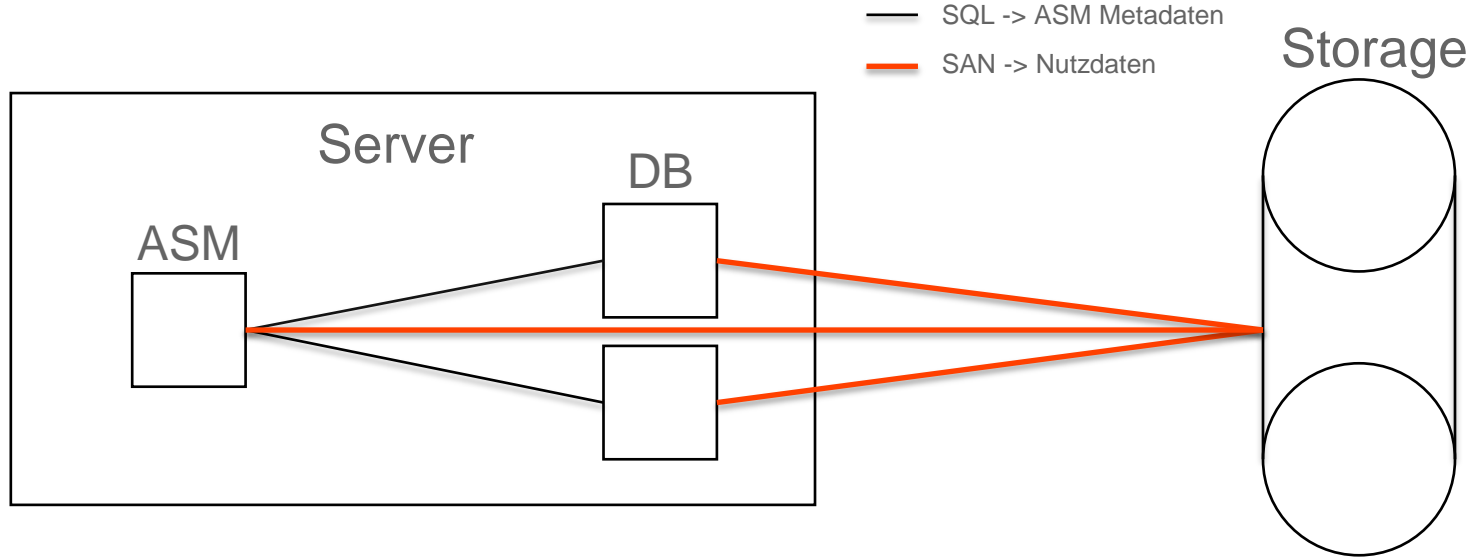 SQL -> ASM Metadaten
SAN -> Nutzdaten
Storage
Server
DB
ASM